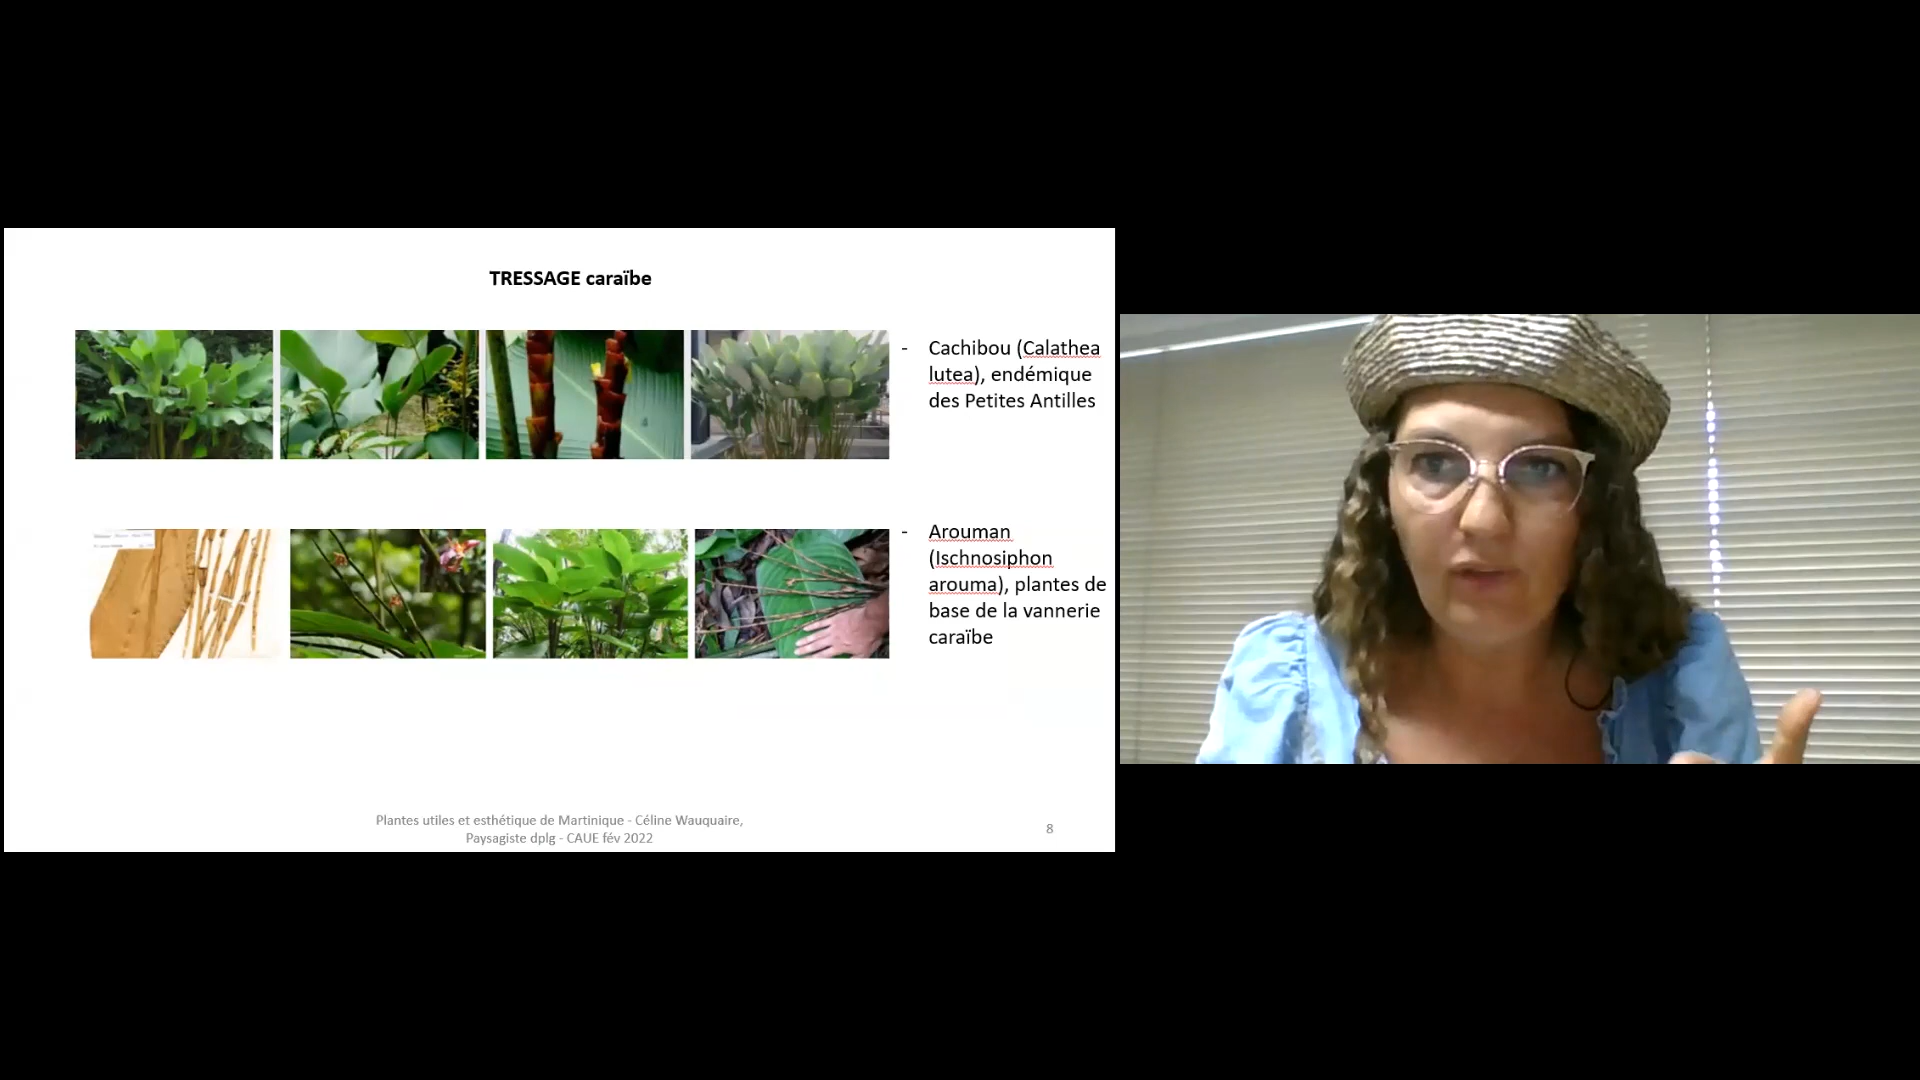 TRESSAGE caraïbe
- Cachibou (Calathea
lutea), endémique
des Petites Antilles
- Arouman
(Ischnosiphon
arouma), plantes de
base de la vannerie
caraïbe
Plantes utiles et esthétique de Martinique - Céline Wauquaire,
Paysagiste dplg - CAUE fév 2022
8